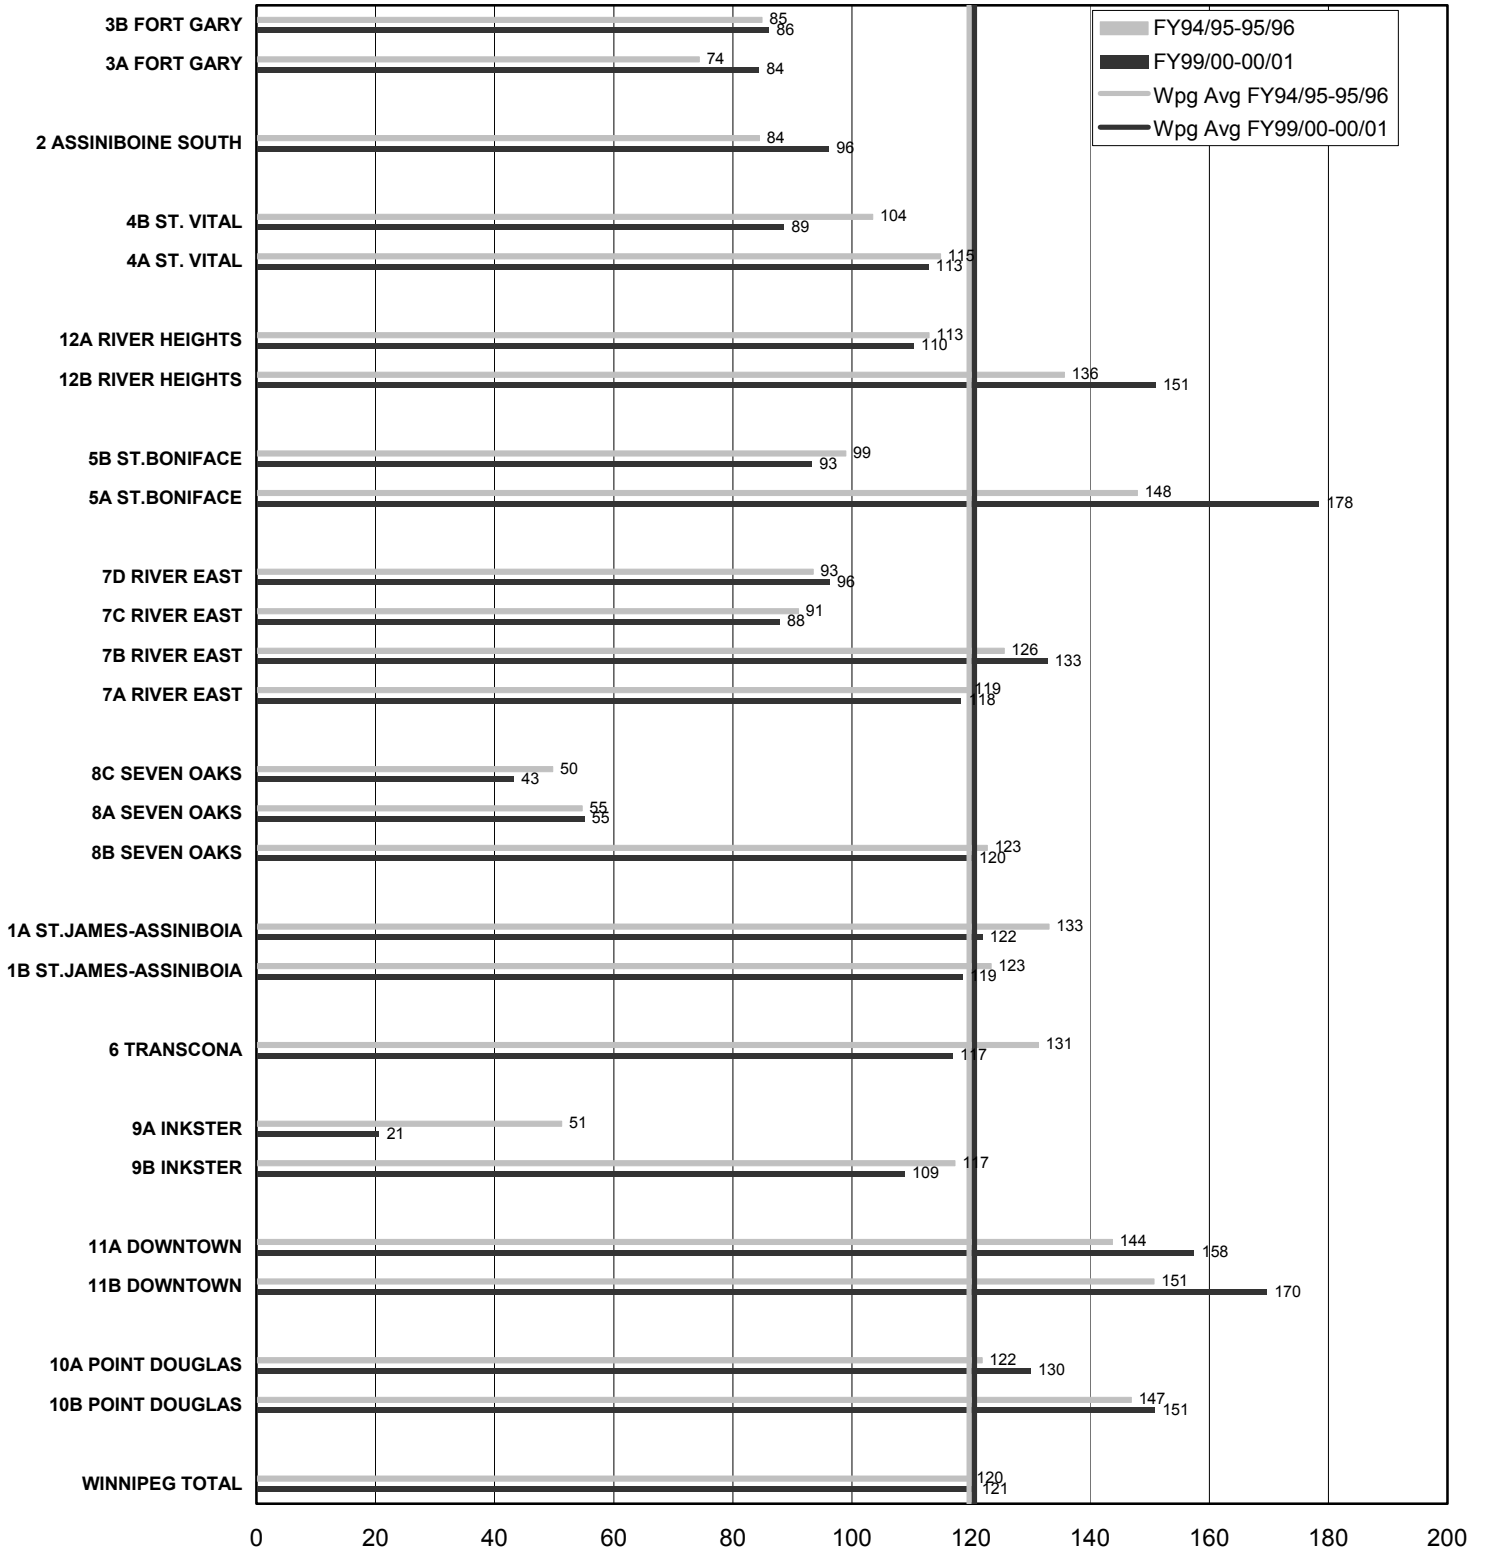 FY94/95-95/96
FY99/00-00/01
Wpg Avg FY94/95-95/96
Wpg Avg FY99/00-00/01
3B FORT GARY 85
86
3A FORT GARY 74
84
2 ASSINIBOINE SOUTH 84
96
4B ST. VITAL 104
89
4A ST. VITAL 115
113
12A RIVER HEIGHTS 113
110
12B RIVER HEIGHTS 136
151
5B ST.BONIFACE 99
93
5A ST.BONIFACE 148
178
7D RIVER EAST 93
96
7C RIVER EAST 91
88
7B RIVER EAST 126
133
7A RIVER EAST 119
118
8C SEVEN OAKS 50
43
8A SEVEN OAKS 55
55
8B SEVEN OAKS 123
120
1A ST.JAMES-ASSINIBOIA 133
122
1B ST.JAMES-ASSINIBOIA 123
119
6 TRANSCONA 131
117
9A INKSTER 51
21
9B INKSTER 117
109
11A DOWNTOWN 144
158
11B DOWNTOWN 151
170
10A POINT DOUGLAS 122
130
10B POINT DOUGLAS 147
151
WINNIPEG TOTAL 120
121
0 20 40 60 80 100 120 140 160 180 200